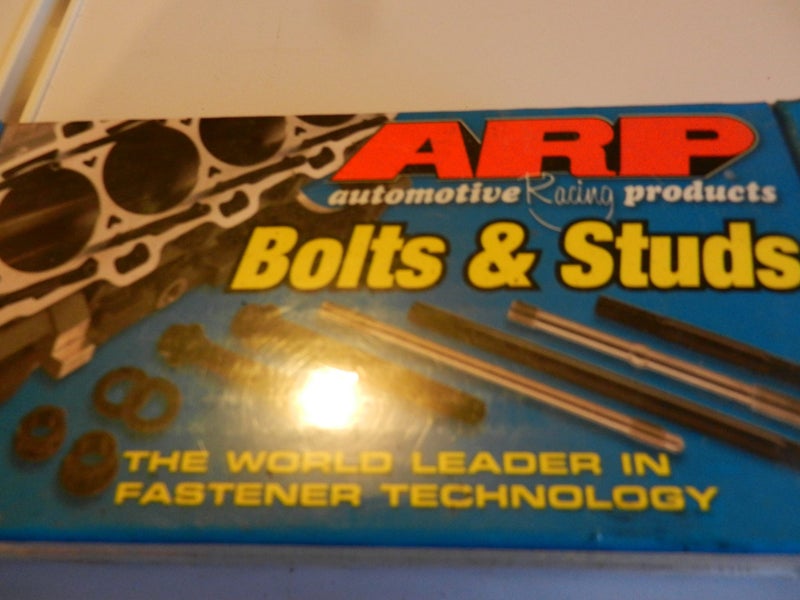 ARP
automotive Racing products
Bolts & Studs
THE WORLD LEADER IN
FASTENER TECHNOLOGY